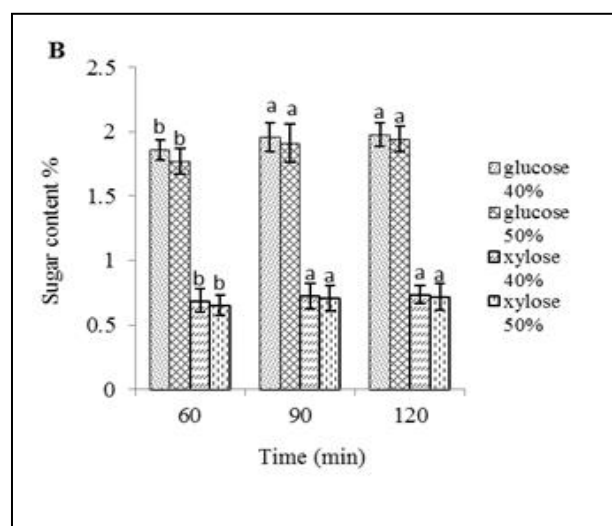 B
2.5
2
1.5
1
0.5
0
Sugar content %
b b b b
a a a a
a a a a
60 90 120
Time (min)
glucose
40%
glucose
50%
xylose
40%
xylose
50%